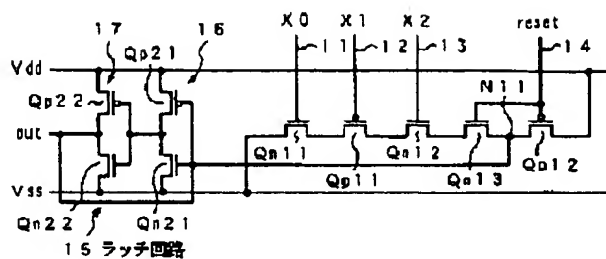 X0 X1 X2 reset
17 Qp21 16 11 12 13 14
Vdd
Qp22 N11
out
Qn11 Qn12 Qp12
Qp11 Qn13
Vss
Qn22 Qn21
15 ラッチ回路